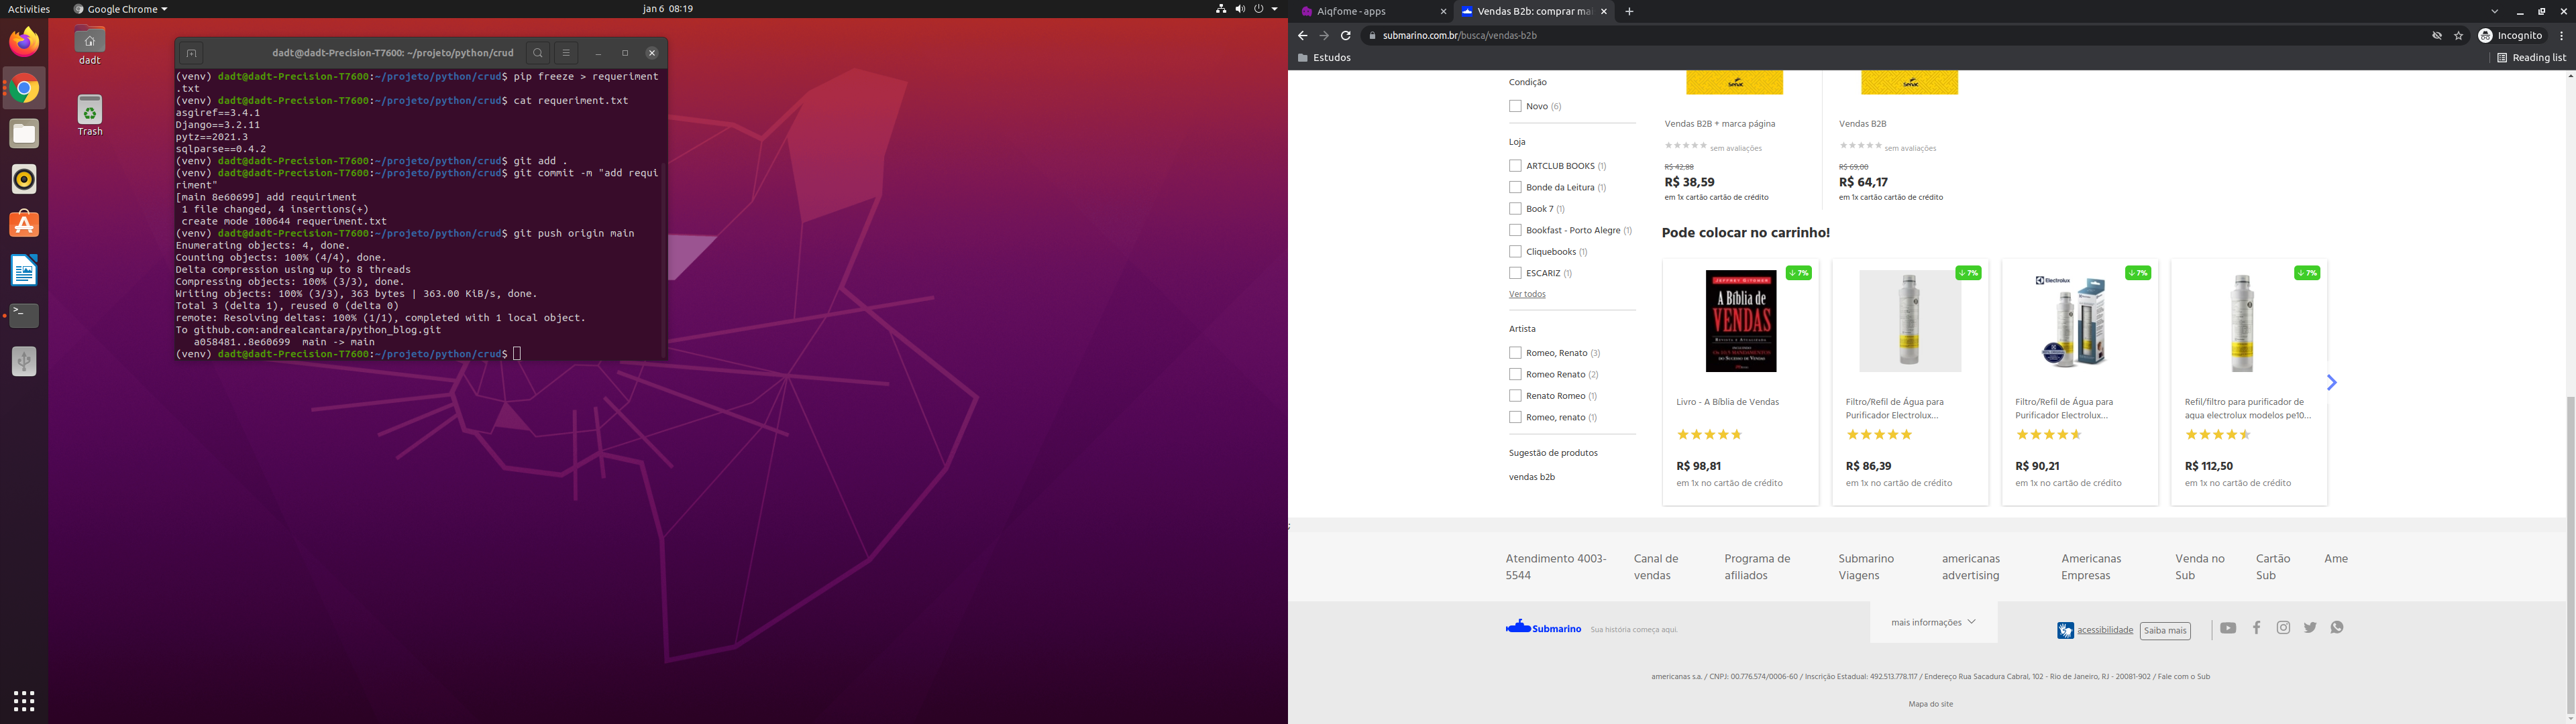 Activities
Google Chrome
jan 6 08:19
dadt
Trash
dadt@dadt-Precision-T7600: ~/projeto/python/crud
(venv) dadt@dadt-Precision-T7600:~/projeto/python/crud$ pip freeze > requeriment
.txt
(venv) dadt@dadt-Precision-T7600:~/projeto/python/crud$ cat requeriment.txt
asgiref==3.4.1
Django==3.2.11
pytz==2021.3
sqlparse==0.4.2
(venv) dadt@dadt-Precision-T7600:~/projeto/python/crud$ git add .
(venv) dadt@dadt-Precision-T7600:~/projeto/python/crud$ git commit -m "add requi
riment"
[main 8e60699] add requiriment
1 file changed, 4 insertions(+)
create mode 100644 requeriment.txt
(venv) dadt@dadt-Precision-T7600:~/projeto/python/crud$ git push origin main
Enumerating objects: 4, done.
Counting objects: 100% (4/4), done.
Delta compression using up to 8 threads
Compressing objects: 100% (3/3), done.
Writing objects: 100% (3/3), 363 bytes | 363.00 KiB/s, done.
Total 3 (delta 1), reused 0 (delta 0)
remote: Resolving deltas: 100% (1/1), completed with 1 local object.
To github.com:andrealcantara/python_blog.git
a058481..8e60699  main -> main
(venv) dadt@dadt-Precision-T7600:~/projeto/python/crud$
Aiqfome - apps
Vendas B2b: comprar mai
submarino.com.br/busca/vendas-b2b
Incognito
Estudos
Reading list
Condição
Novo (6)
Loja
ARTCLUB BOOKS (1)
Bonde da Leitura (1)
Book 7 (1)
Bookfast - Porto Alegre (1)
Cliquebooks (1)
ESCARIZ (1)
Ver todos
Artista
Romeo, Renato (3)
Romeo Renato (2)
Renato Romeo (1)
Romeo, renato (1)
Sugestão de produtos
vendas b2b
Senac
Vendas B2B + marca página
sem avaliações
R$ 42,88
R$ 38,59
em 1x cartão cartão de crédito
Senac
Vendas B2B
sem avaliações
R$ 69,00
R$ 64,17
em 1x cartão cartão de crédito
Pode colocar no carrinho!
7%
JEFFREY GITOMER
A Bíblia de
VENDAS
Livro - A Bíblia de Vendas
R$ 98,81
em 1x no cartão de crédito
7%
Filtro/Refil de Água para
Purificador Electrolux...
R$ 86,39
em 1x no cartão de crédito
7%
Electrolux
Filtro/Refil de Água para
Purificador Electrolux...
R$ 90,21
em 1x no cartão de crédito
7%
Refil/filtro para purificador de
agua electrolux modelos pe10...
R$ 112,50
em 1x no cartão de crédito
;
Atendimento 4003-
5544
Canal de
vendas
Programa de
afiliados
Submarino
Viagens
americanas
advertising
Americanas
Empresas
Venda no
Sub
Cartão
Sub
Ame
Submarino
Sua história começa aqui.
mais informações
acessibilidade
Saiba mais
americanas s.a. / CNPJ: 00.776.574/0006-60 / Inscrição Estadual: 492.513.778.117 / Endereço Rua Sacadura Cabral, 102 - Rio de Janeiro, RJ - 20081-902 / Fale com o Sub
Mapa do site